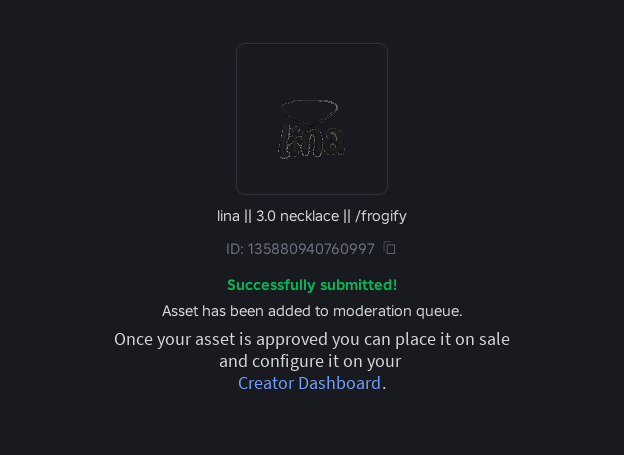 lina
lina || 3.0 necklace || /frogify
ID: 135880940760997
Successfully submitted!
Asset has been added to moderation queue.
Once your asset is approved you can place it on sale
and configure it on your
Creator Dashboard.